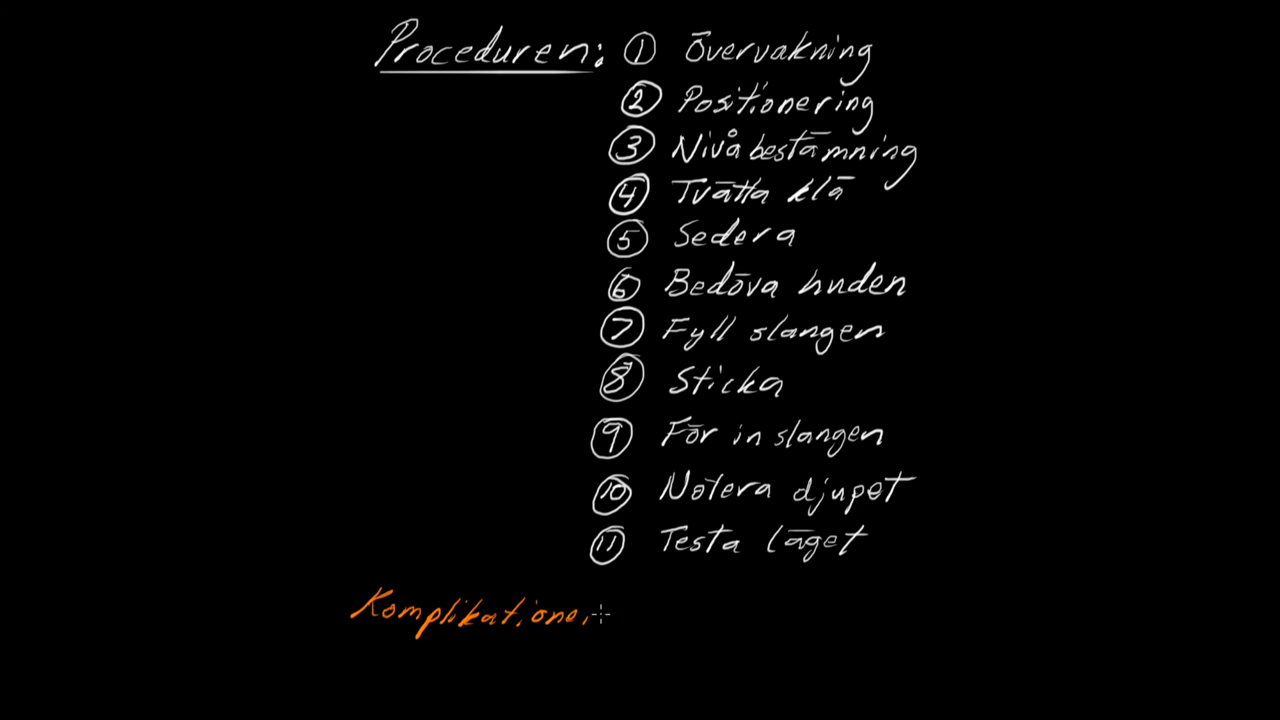 Proceduren: ① Övervakning
② Positionering
③ Nivåbestämning
④ Tvätta klä
⑤ Sedera
⑥ Bedöva huden
⑦ Fyll slangen
⑧ Sticka
⑨ För in slangen
⑩ Notera djupet
⑪ Testa läget
Komplikatione